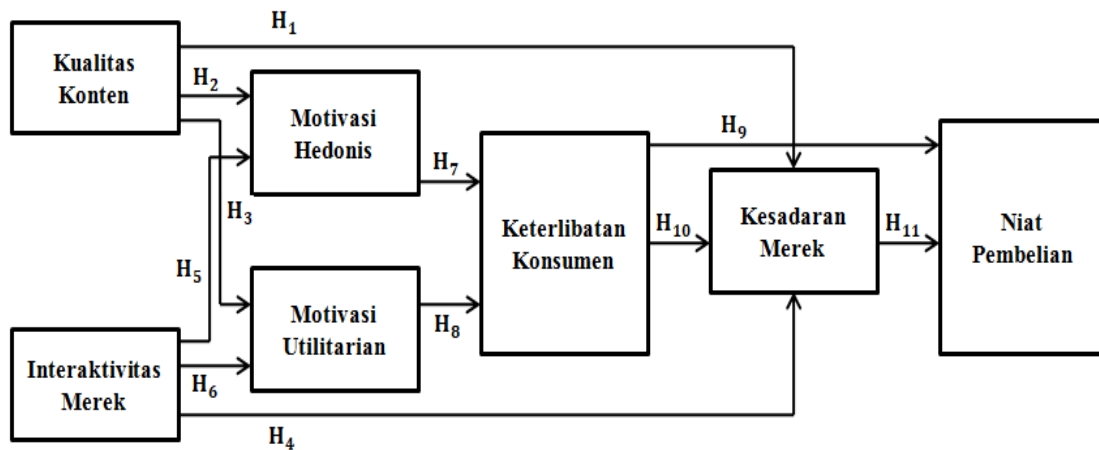 H₁
Kualitas
Konten
H₂
Motivasi
Hedonis
H₃
H₅
H₇
Interaktivitas
Merek
H₆
H₄
Motivasi
Utilitarian
H₈
Keterlibatan
Konsumen
H₉
H₁₀
Kesadaran
Merek
H₁₁
Niat
Pembelian